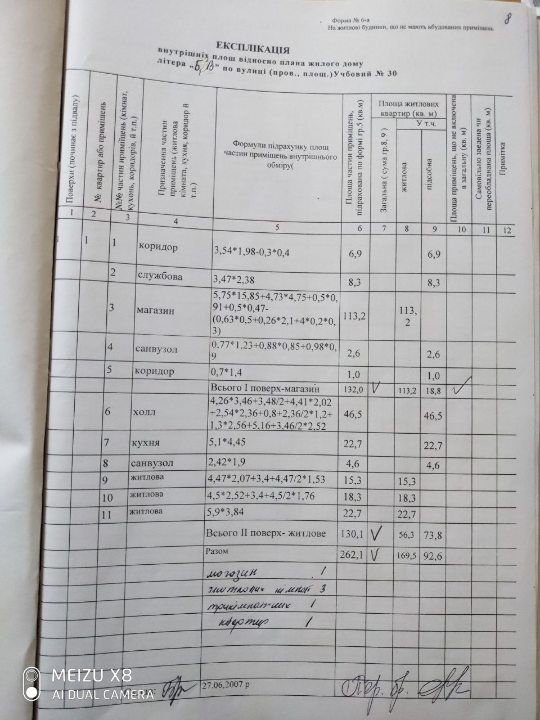 Форма № 6-а
На житлові будинки, що не мають вбудованих приміщень
8
ЕКСПЛІКАЦІЯ
внутрішніх площ відносно плана жилого дому
літера "Б, В" по вулиці (пров., площ.) Учбовий № 30
Поверхи (почина з підвалу)
№ квартир або приміщень
№№ частин приміщень (кімнат, кухонь, коридорів, й т.п.)
Призначення частин приміщень (житлова кімната, кухня, коридор й т.п.)
Формули підрахунку площ частин приміщень внутрішнього обміру(
Площа частин приміщень, підрахована по формі гр.5 (кв.м)
Площа житлових квартир (кв. м)
Загальна ( сума гр.8, 9 )
У т.ч.
житлова
підсобма
Площа приміщень, що не включена в загальну (кв. м)
Самовільно зведена чи переобладнана площа (кв. м)
Примітка
1 2 3 4 5 6 7 8 9 10 11 12
1 1 коридор 3,54*1,98-0,3*0,4 6,9 6,9
2 службова 3,47*2,38 8,3 8,3
3 магазин 5,75*15,85+4,73*4,75+0,5*0,
91+0,5*0,47-
(0,63*0,5+0,26*2,1+4*0,2*0,
3) 113,2 113,
2
4 санвузол 0,77*1,23+0,88*0,85+0,98*0,
9 2,6 2,6
5 коридор 0,7*1,4 1,0 1,0
Всього І поверх-магазин 132,0 113,2 18,8
6 холл 4,26*3,46+3,48/2+4,41*2,02
+2,54*2,36+0,8+2,36/2*1,2+
1,3*2,56+5,16+3,46/2*2,52 46,5 46,5
7 кухня 5,1*4,45 22,7 22,7
8 санвузол 2,42*1,9 4,6 4,6
9 житлова 4,47*2,07+3,4+4,47/2*1,53 15,3 15,3
10 житлова 4,5*2,52+3,4+4,5/2*1,76 18,3 18,3
11 житлова 5,9*3,84 22,7 22,7
Всього ІІ поверх- житлове 130,1 56,3 73,8
Разом 262,1 169,5 92,6
магазин 1
житлових кімнат 3
трикімнатних 1
квартир 1
27.06.2007 р
MEIZU X8
AI DUAL CAMERA